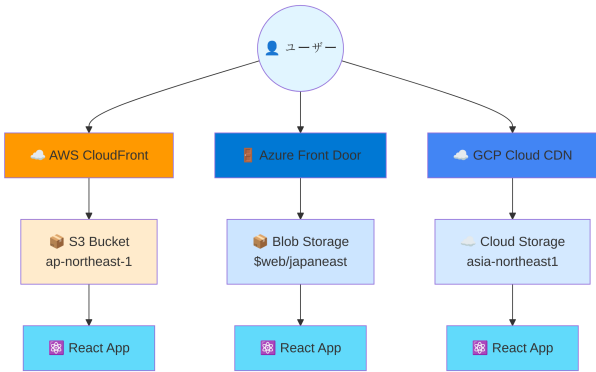 👤 ユーザー
☁️ AWS CloudFront
🚪 Azure Front Door
☁️ GCP Cloud CDN
📦 S3 Bucket
ap-northeast-1
📦 Blob Storage
$web/japaneast
☁️ Cloud Storage
asia-northeast1
⚛️ React App
⚛️ React App
⚛️ React App